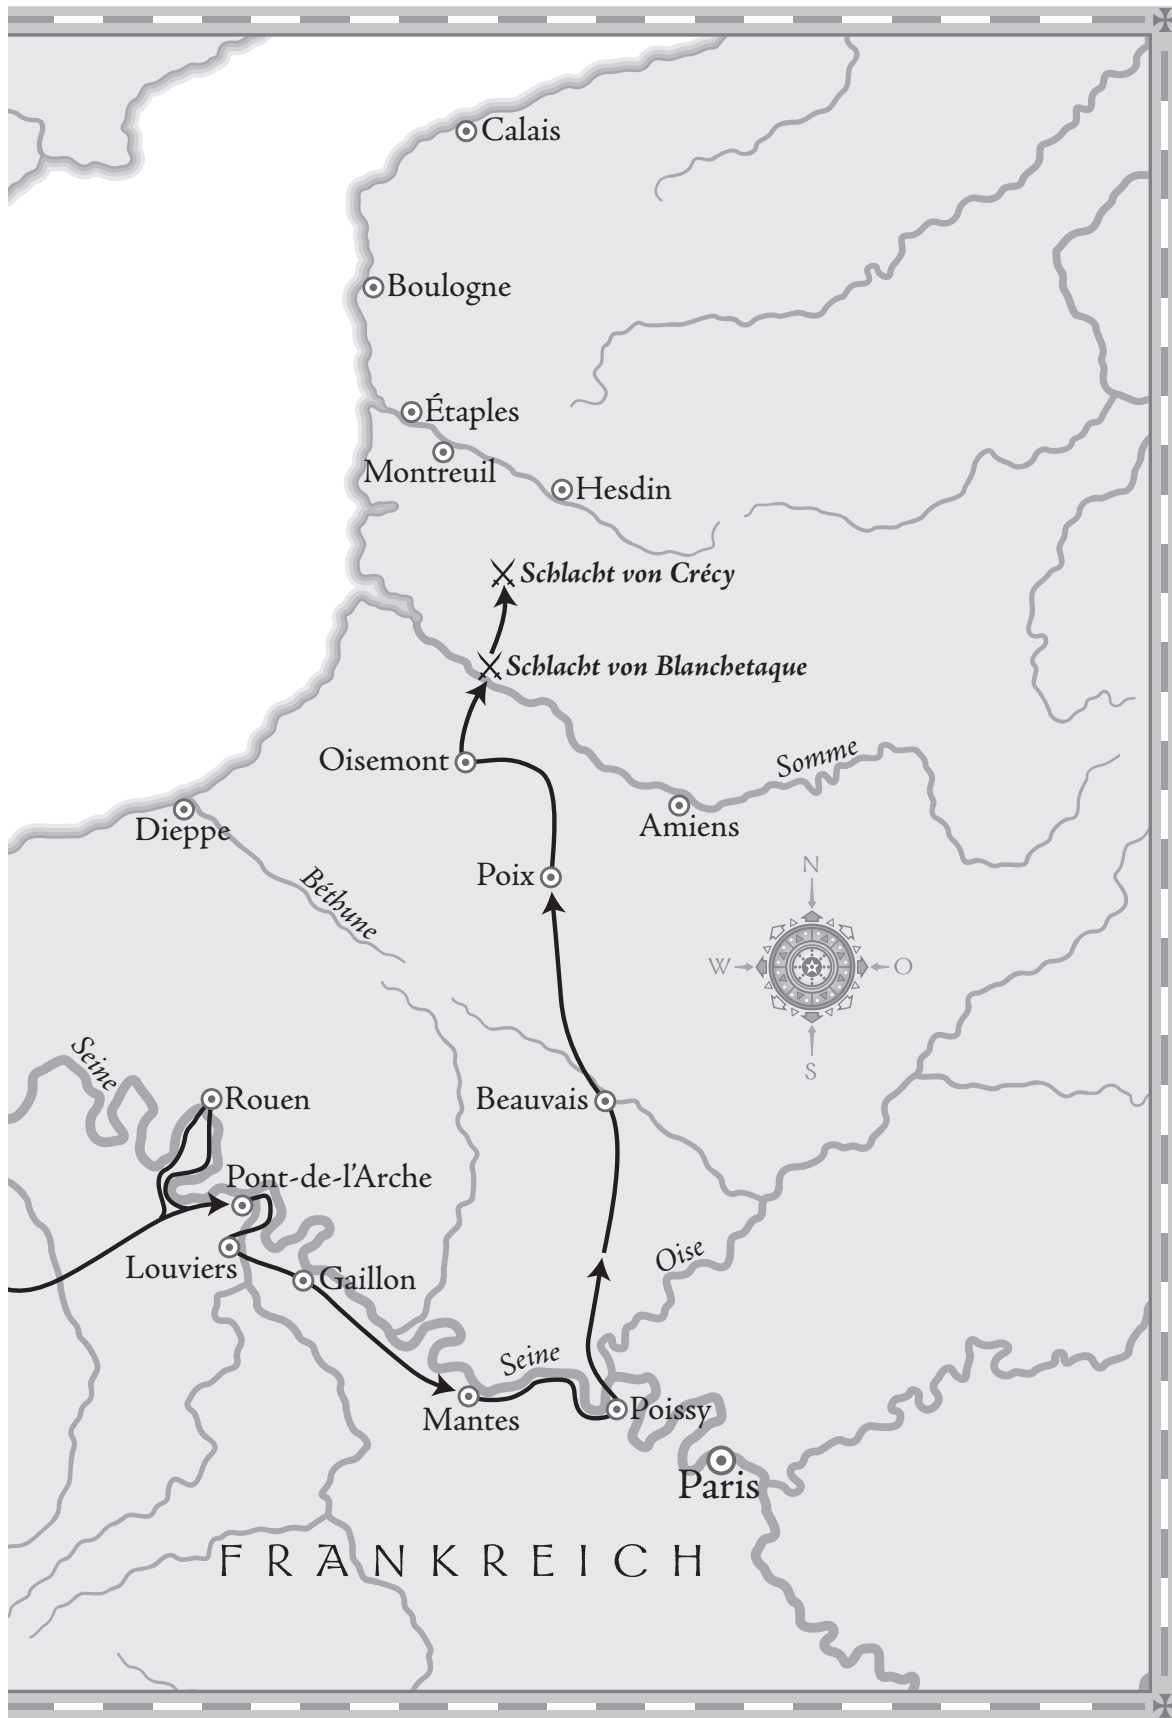 Calais
Boulogne
Étaples
Montreuil
Hesdin
Schlacht von Crécy
Schlacht von Blanchetaque
Oisemont
Somme
Dieppe
Amiens
Poix
Béthune
N
W
O
S
Seine
Rouen
Beauvais
Pont-de-l'Arche
Oise
Louviers
Gaillon
Seine
Mantes
Poissy
Paris
FRANKREICH